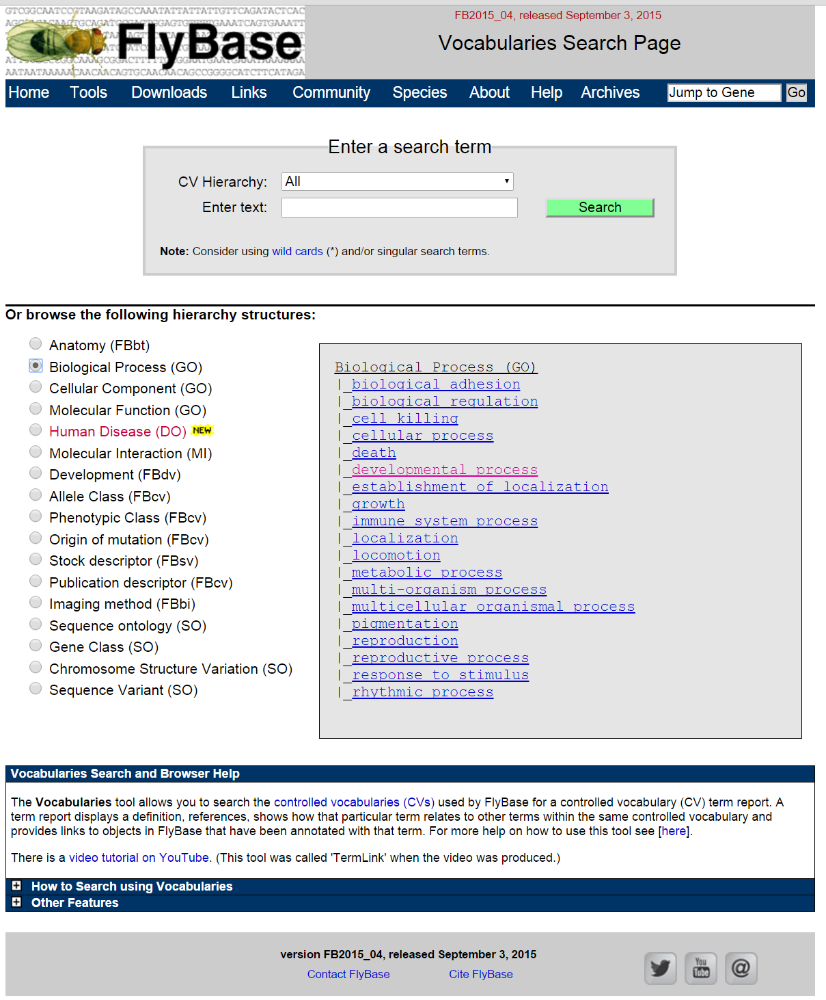 FB2015_04, released September 3, 2015
FlyBase
Vocabularies Search Page
Home Tools Downloads Links Community Species About Help Archives Jump to Gene Go
Enter a search term
CV Hierarchy: All
Enter text: Search
Note: Consider using wild cards (*) and/or singular search terms.
Or browse the following hierarchy structures:
Anatomy (FBbt)
Biological Process (GO)
Cellular Component (GO)
Molecular Function (GO)
Human Disease (DO) NEW
Molecular Interaction (MI)
Development (FBdv)
Allele Class (FBcv)
Phenotypic Class (FBcv)
Origin of mutation (FBcv)
Stock descriptor (FBsv)
Publication descriptor (FBcv)
Imaging method (FBbi)
Sequence ontology (SO)
Gene Class (SO)
Chromosome Structure Variation (SO)
Sequence Variant (SO)
Biological Process (GO)
|_biological adhesion
|_biological regulation
|_cell killing
|_cellular process
|_death
|_developmental process
|_establishment of localization
|_growth
|_immune system process
|_localization
|_locomotion
|_metabolic process
|_multi-organism process
|_multicellular organismal process
|_pigmentation
|_reproduction
|_reproductive process
|_response to stimulus
|_rhythmic process
Vocabularies Search and Browser Help
The Vocabularies tool allows you to search the controlled vocabularies (CVs) used by FlyBase for a controlled vocabulary (CV) term report. A
term report displays a definition, references, shows how that particular term relates to other terms within the same controlled vocabulary and
provides links to objects in FlyBase that have been annotated with that term. For more help on how to use this tool see [here].
There is a video tutorial on YouTube. (This tool was called 'TermLink' when the video was produced.)
How to Search using Vocabularies
Other Features
version FB2015_04, released September 3, 2015
Contact FlyBase Cite FlyBase
You
Tube
@